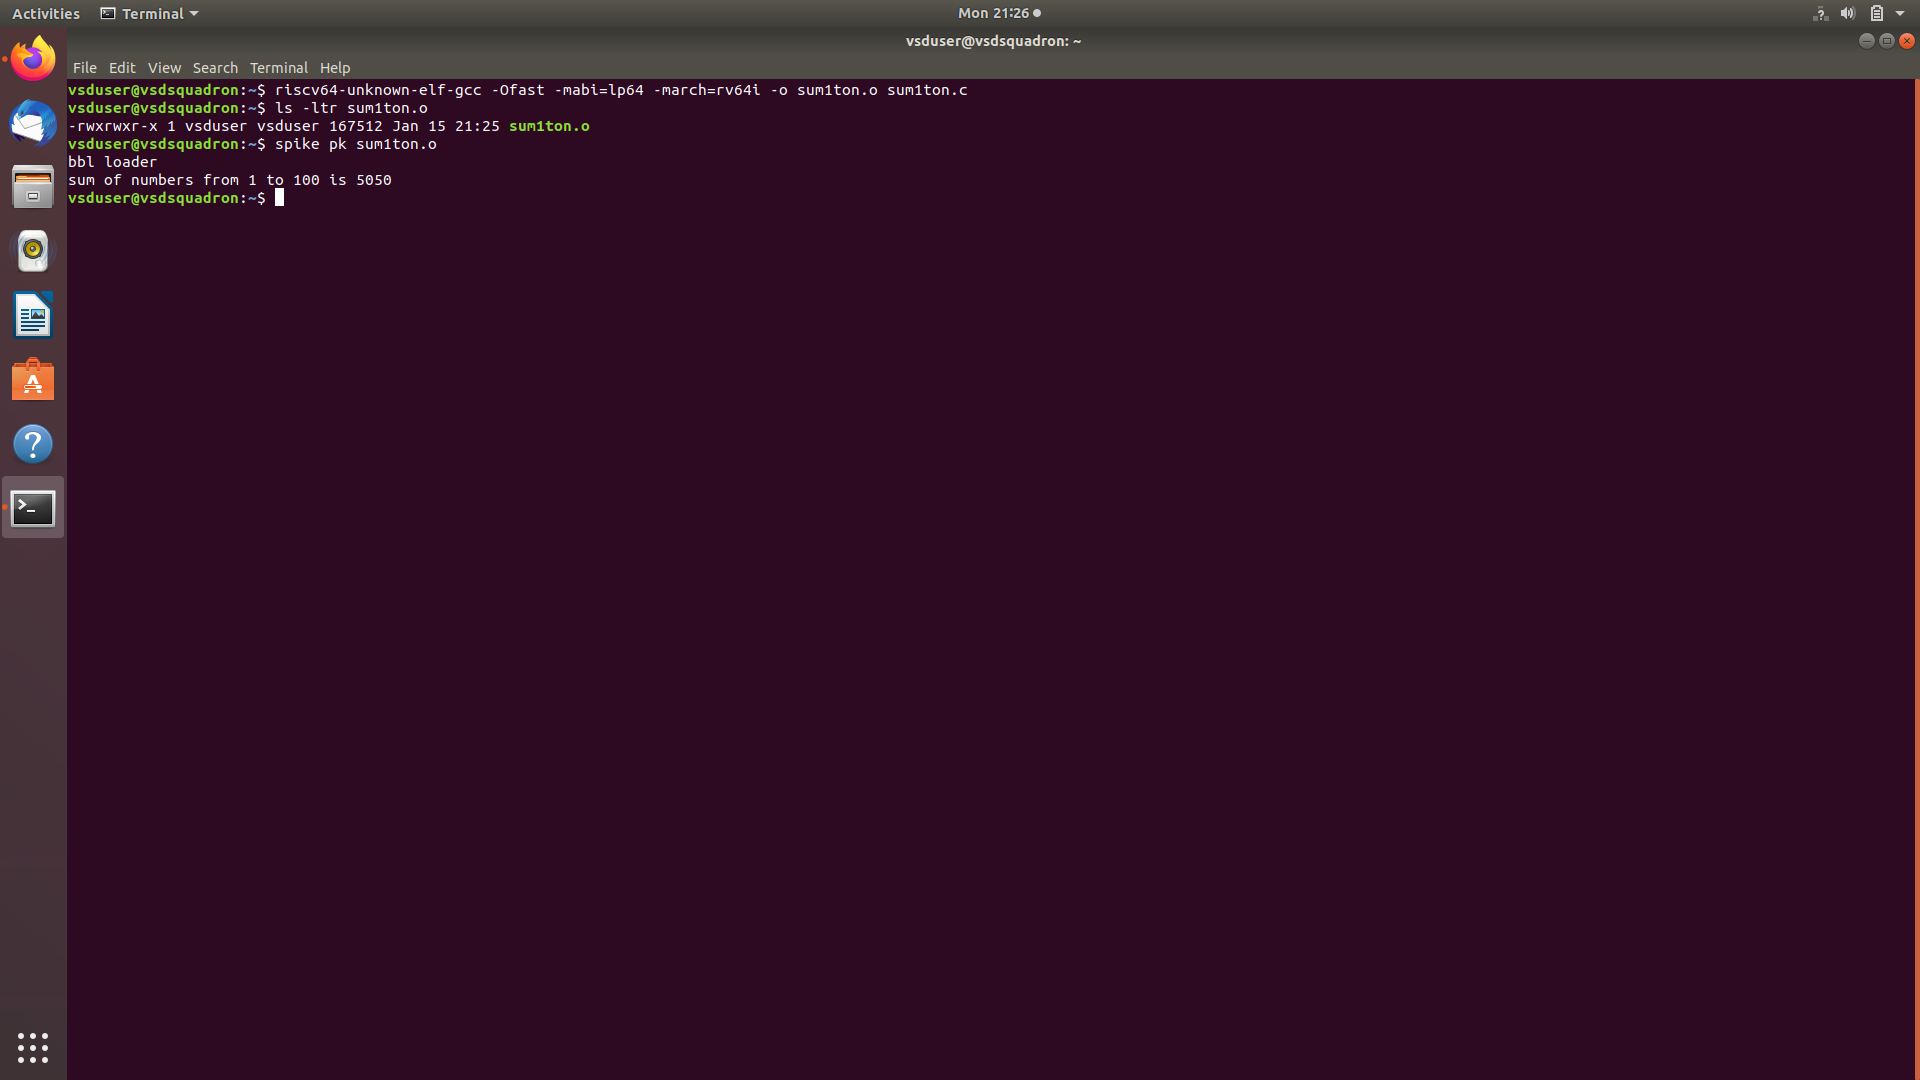 Activities Terminal Mon 21:26
vsduser@vsdsquadron: ~
File Edit View Search Terminal Help
vsduser@vsdsquadron:~$ riscv64-unknown-elf-gcc -Ofast -mabi=lp64 -march=rv64i -o sum1ton.o sum1ton.c
vsduser@vsdsquadron:~$ ls -ltr sum1ton.o
-rwxrwxr-x 1 vsduser vsduser 167512 Jan 15 21:25 sum1ton.o
vsduser@vsdsquadron:~$ spike pk sum1ton.o
bbl loader
sum of numbers from 1 to 100 is 5050
vsduser@vsdsquadron:~$